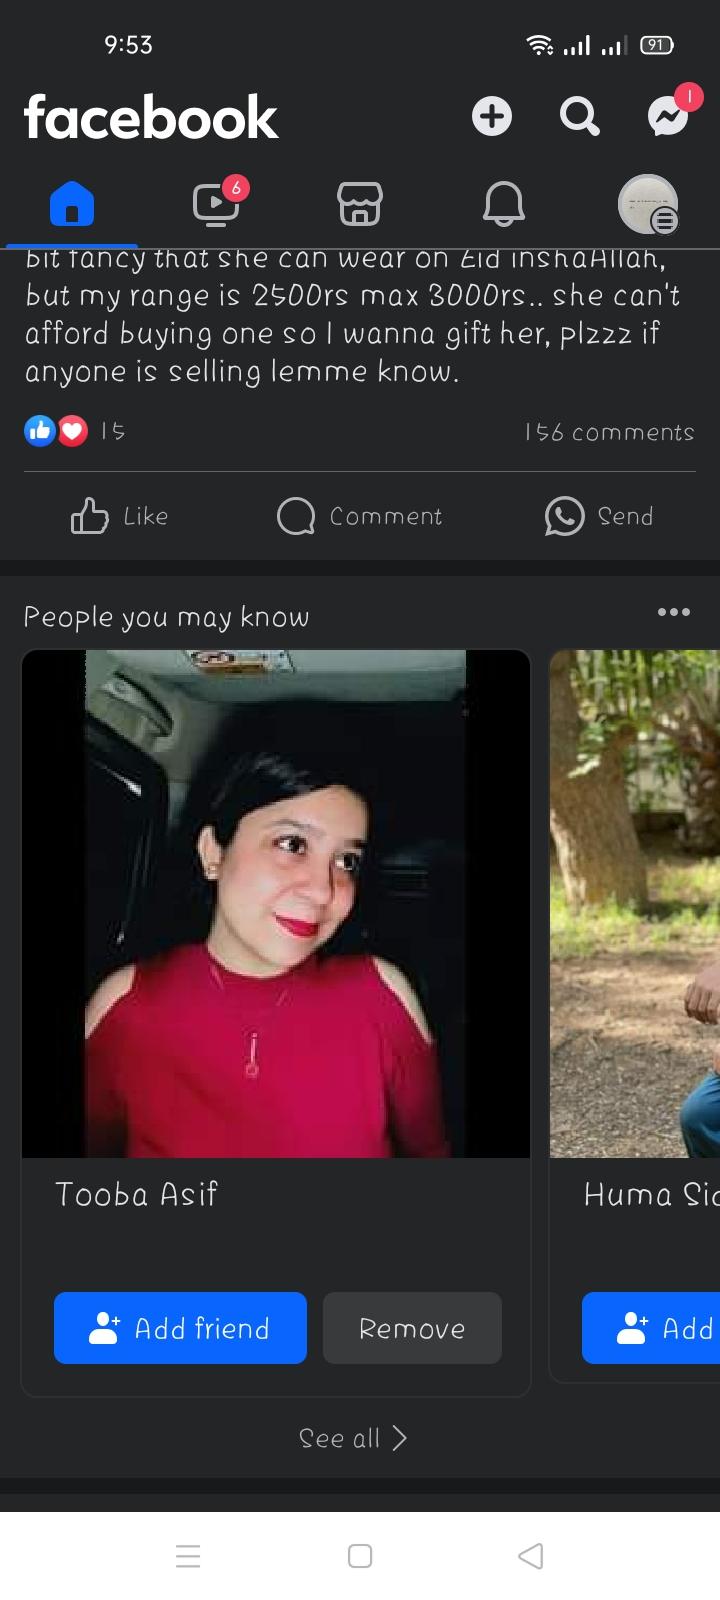 9:53
91
facebook
1
6
bit fancy that she can wear on Eid inshaAllah,
but my range is 2500rs max 3000rs.. she can't
afford buying one so I wanna gift her, plzzz if
anyone is selling lemme know.
15
156 comments
Like Comment Send
People you may know
Tooba Asif
Huma
Add friend Remove
Add
See all